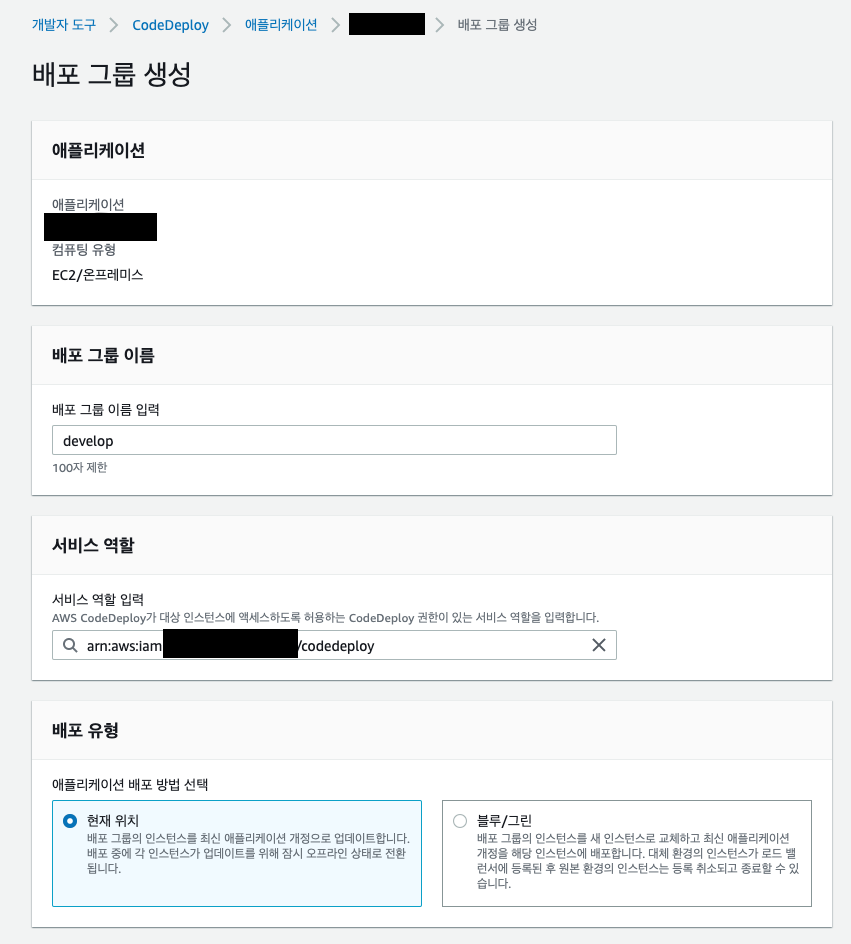 개발자 도구 > CodeDeploy > 애플리케이션 > > 배포 그룹 생성
배포 그룹 생성
애플리케이션
애플리케이션
컴퓨팅 유형
EC2/온프레미스
배포 그룹 이름
배포 그룹 이름 입력
develop
100자 제한
서비스 역할
서비스 역할 입력
AWS CodeDeploy가 대상 인스턴스에 액세스하도록 허용하는 CodeDeploy 권한이 있는 서비스 역할을 입력합니다.
arn:aws:iam /codedeploy
배포 유형
애플리케이션 배포 방법 선택
현재 위치
배포 그룹의 인스턴스를 최신 애플리케이션 개정으로 업데이트합니다.
배포 중에 각 인스턴스가 업데이트를 위해 잠시 오프라인 상태로 전환
됩니다.
블루/그린
배포 그룹의 인스턴스를 새 인스턴스로 교체하고 최신 애플리케이션
개정을 해당 인스턴스에 배포합니다. 대체 환경의 인스턴스가 로드 밸
런서에 등록된 후 원본 환경의 인스턴스는 등록 취소되고 종료할 수 있
습니다.